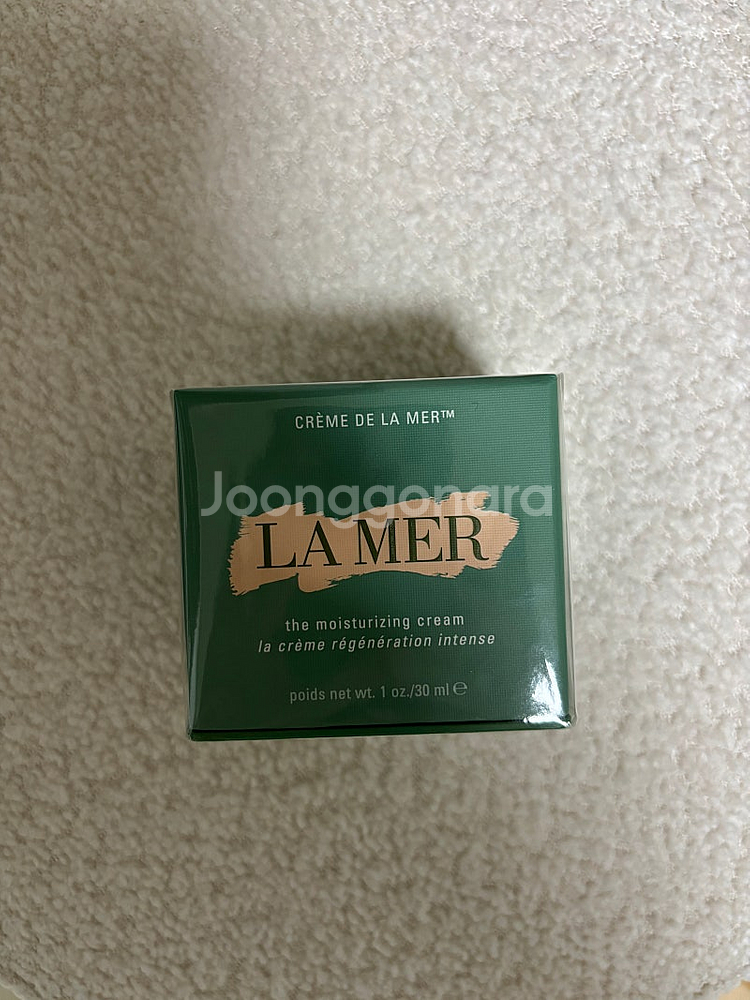 CRÈME DE LA MER™
Joonggonara
LA MER
the moisturizing cream
la crème régénération intense
poids net wt. 1 oz./30 ml ℮